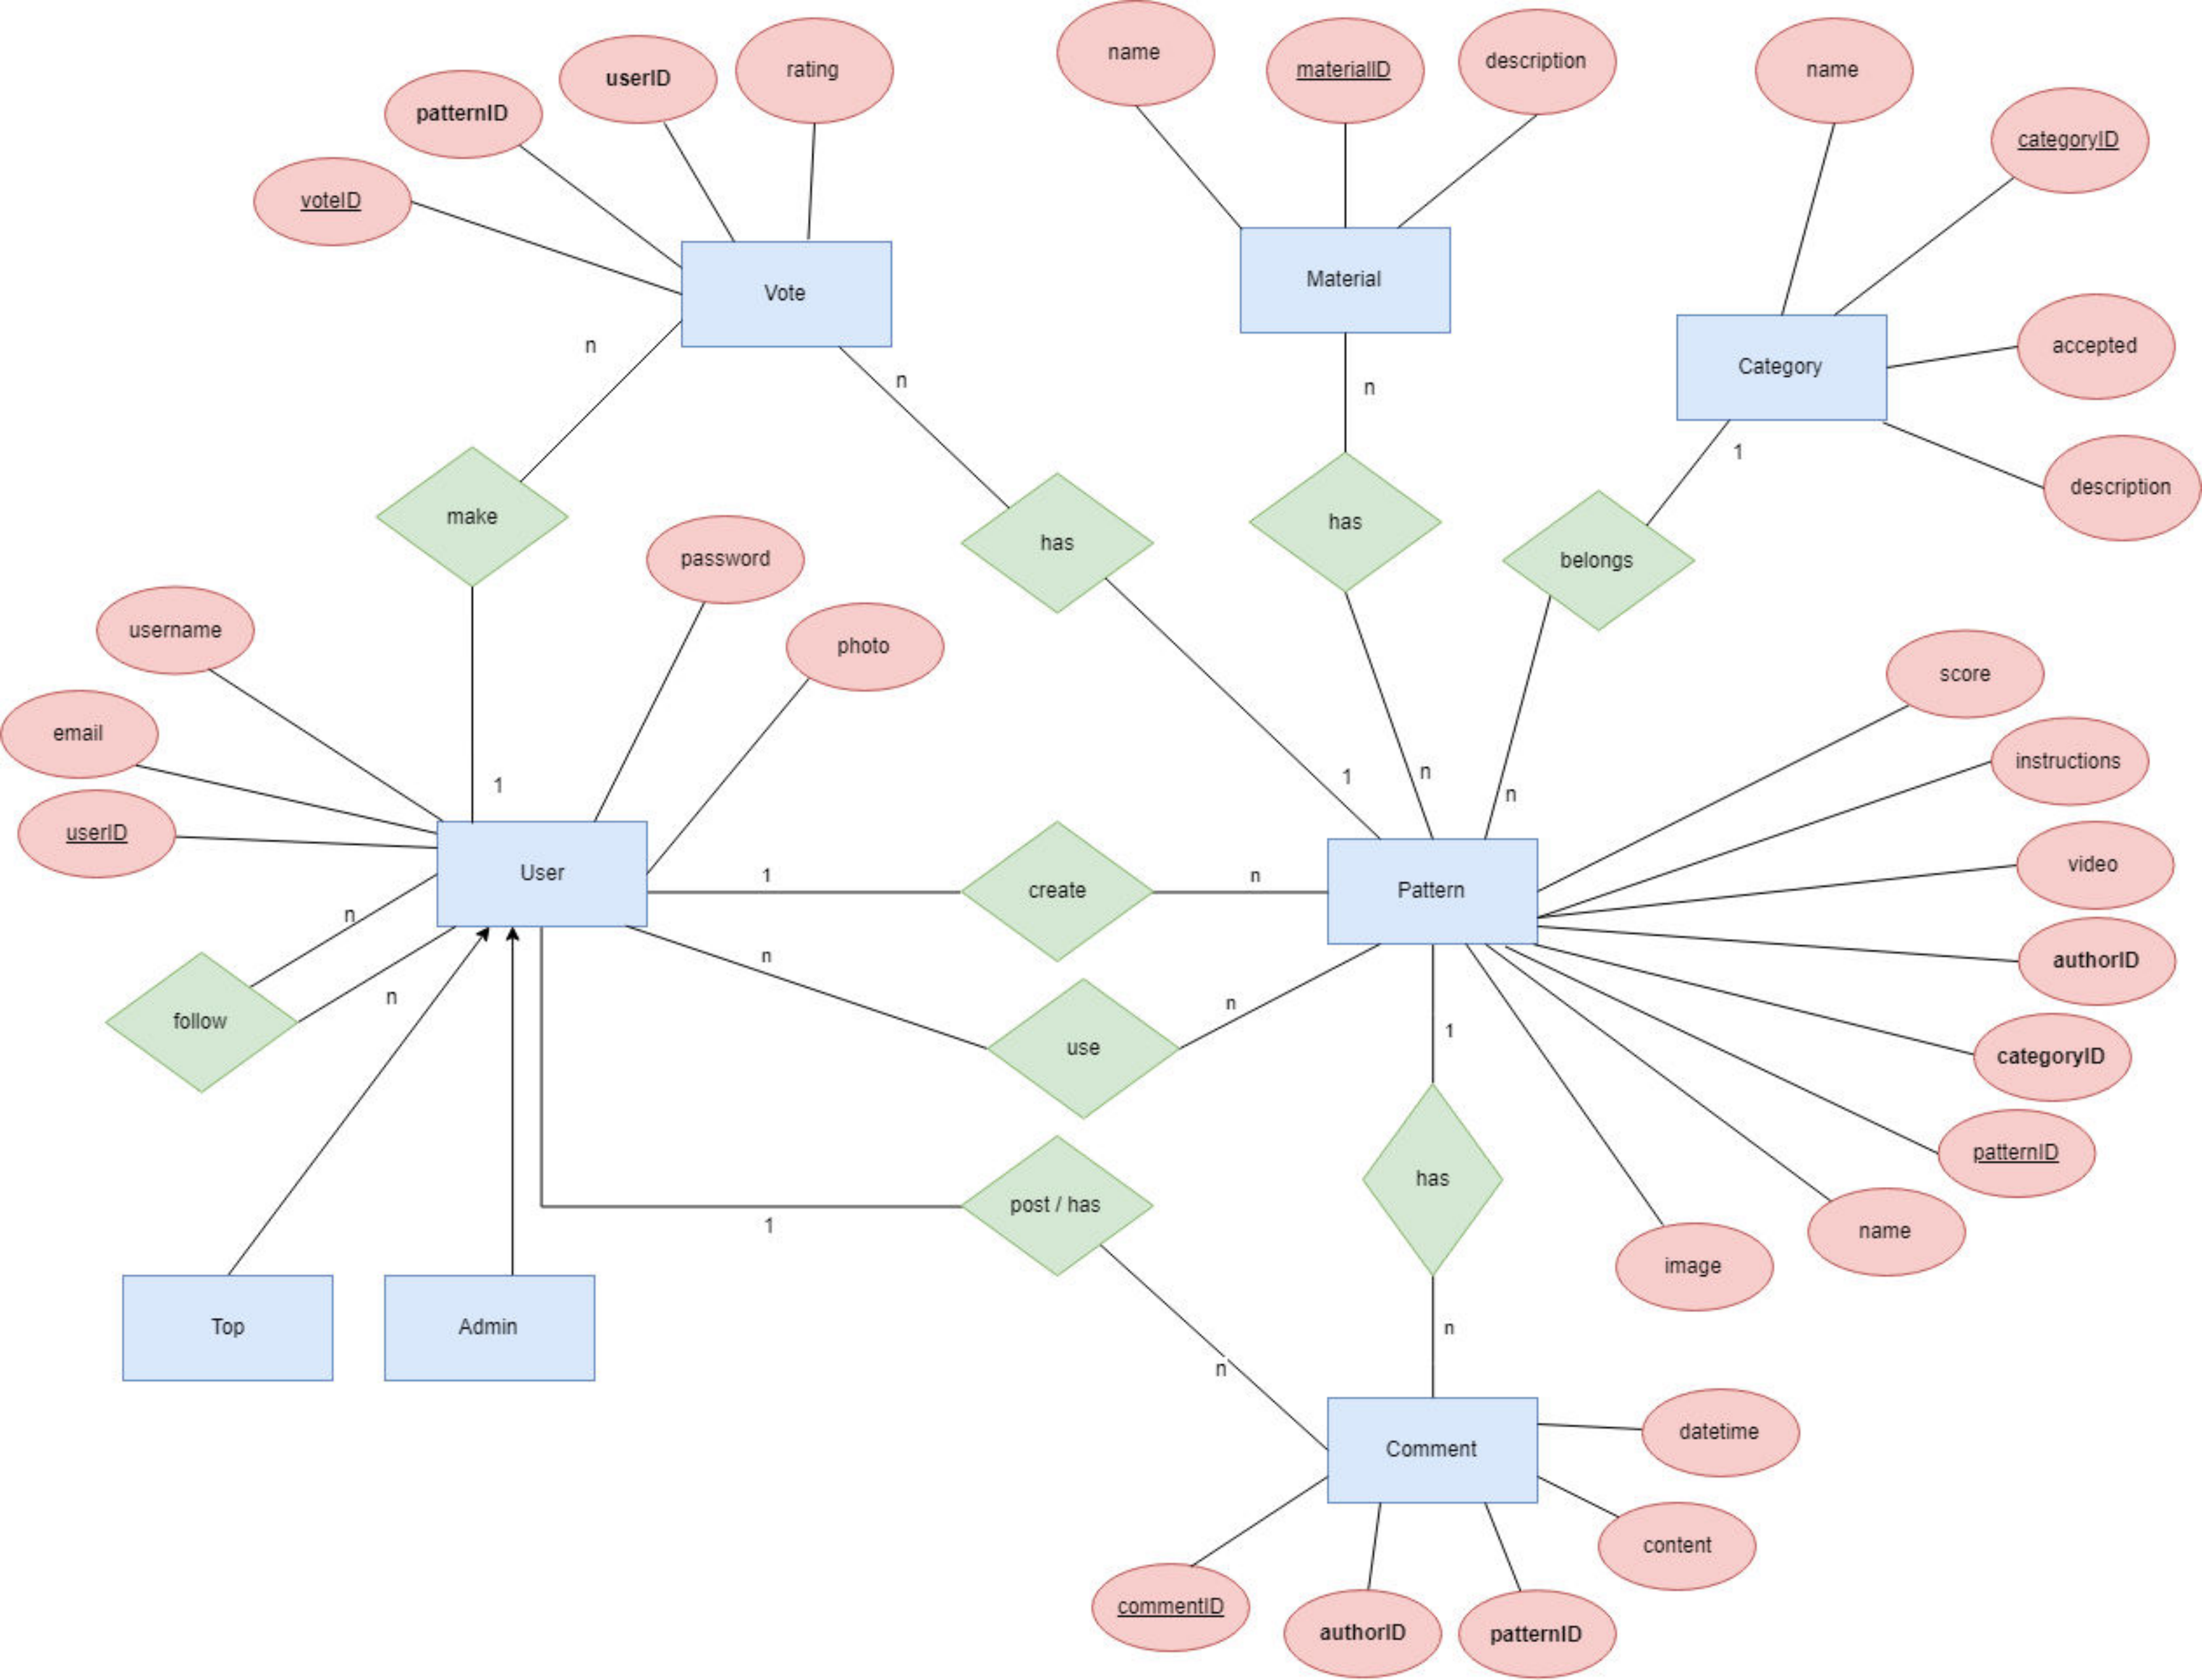 name
materialID
description
name
userID
rating
patternID
categoryID
voteID
Vote
Material
Category
accepted
description
n
n
n
1
make
has
has
belongs
password
username
photo
score
email
instructions
1
1
n
n
userID
User
1
create
n
Pattern
video
n
n
n
n
authorID
follow
use
1
categoryID
patternID
post / has
1
has
name
image
Top
Admin
n
n
Comment
datetime
content
commentID
authorID
patternID